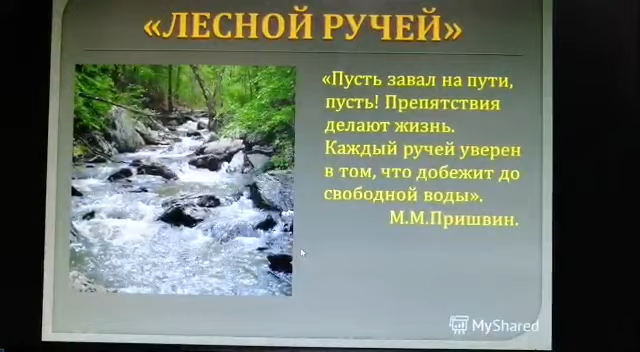 «ЛЕСНОЙ РУЧЕЙ»
«Пусть завал на пути,
пусть! Препятствия
делают жизнь.
Каждый ручей уверен
в том, что добежит до
свободной воды».
М.М.Пришвин.
MyShared